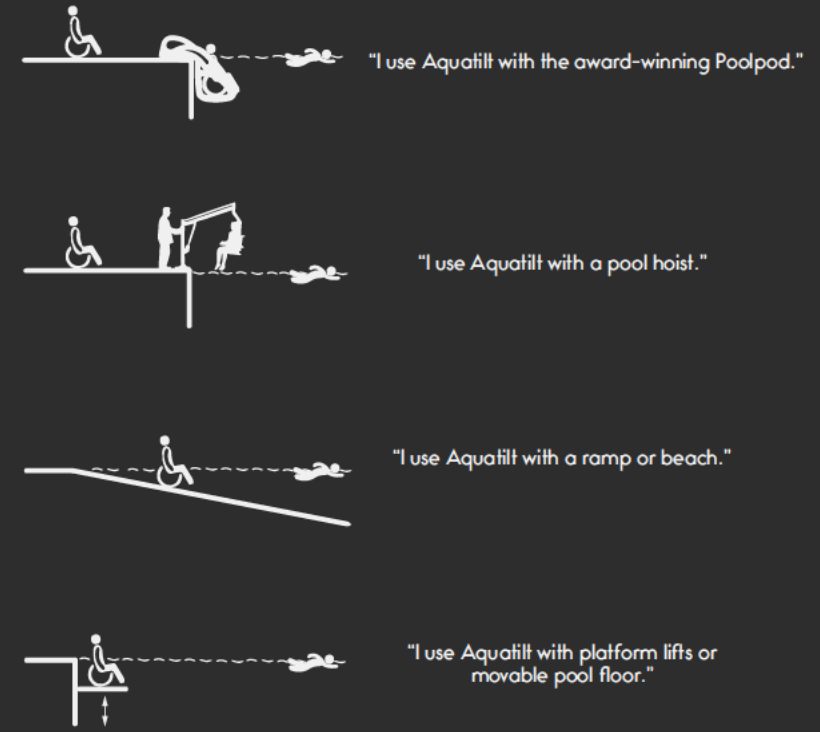 “I use Aquatilt with the award-winning Poolpod.”
“I use Aquatilt with a pool hoist.”
“I use Aquatilt with a ramp or beach.”
“I use Aquatilt with platform lifts or
movable pool floor.”